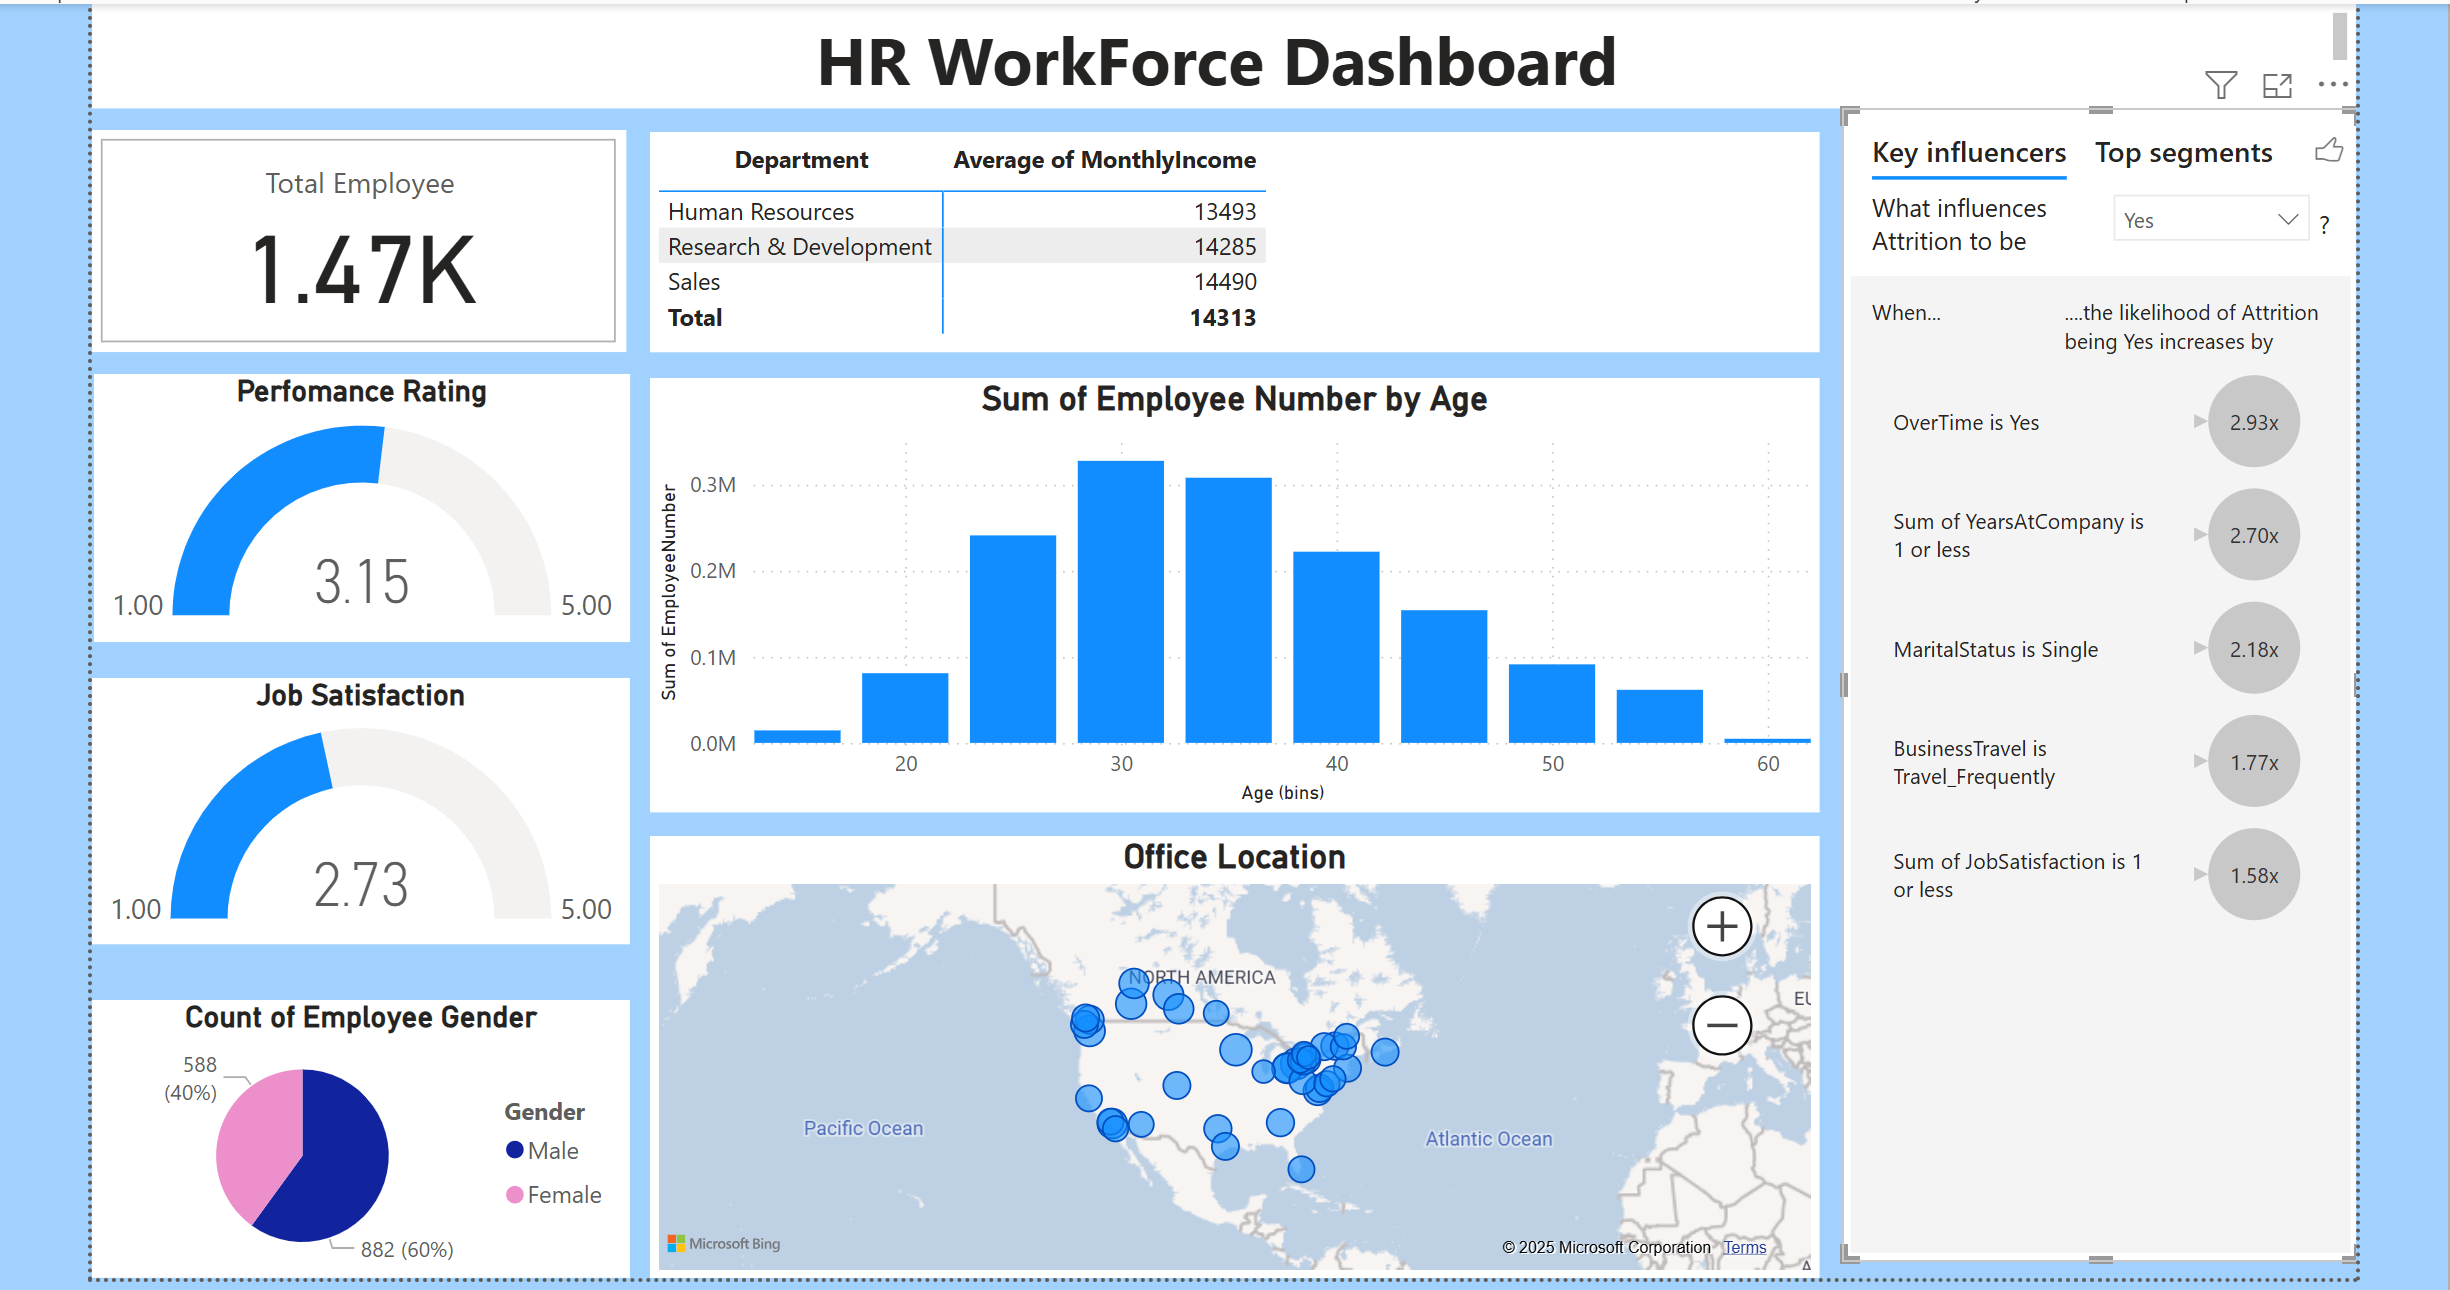 HR WorkForce Dashboard
Total Employee
1.47K
Department Average of MonthlyIncome
Human Resources 13493
Research & Development 14285
Sales 14490
Total 14313
Key influencers Top segments
What influences
Attrition to be
Yes
?
When...
....the likelihood of Attrition
being Yes increases by
OverTime is Yes
2.93x
Sum of YearsAtCompany is
1 or less
2.70x
MaritalStatus is Single
2.18x
BusinessTravel is
Travel_Frequently
1.77x
Sum of JobSatisfaction is 1
or less
1.58x
Perfomance Rating
3.15
1.00 5.00
Sum of Employee Number by Age
Sum of EmployeeNumber
0.3M
0.2M
0.1M
0.0M
20 30 40 50 60
Age (bins)
Job Satisfaction
2.73
1.00 5.00
Office Location
NORTH AMERICA
EU
Pacific Ocean
Atlantic Ocean
Microsoft Bing
© 2025 Microsoft Corporation Terms
A
Count of Employee Gender
588
(40%)
882 (60%)
Gender
Male
Female